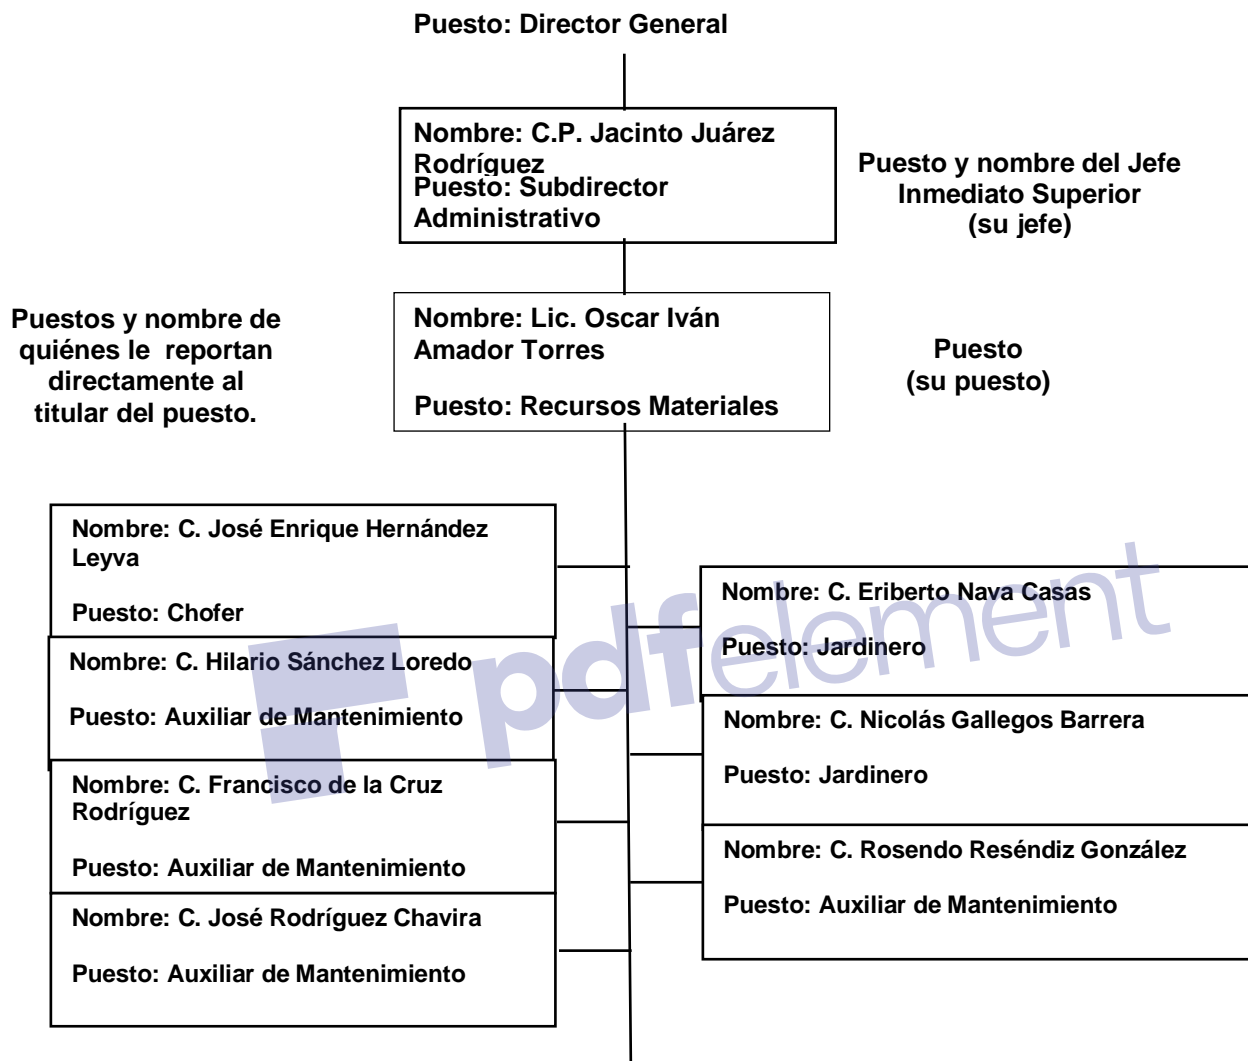 Puesto: Director General
Nombre: C.P. Jacinto Juárez
Rodríguez
Puesto: Subdirector
Administrativo
Puesto y nombre del Jefe
Inmediato Superior
(su jefe)
Puestos y nombre de
quiénes le reportan
directamente al
titular del puesto.
Nombre: Lic. Oscar Iván
Amador Torres
Puesto: Recursos Materiales
Puesto
(su puesto)
Nombre: C. José Enrique Hernández
Leyva
Puesto: Chofer
Nombre: C. Hilario Sánchez Loredo
Puesto: Auxiliar de Mantenimiento
Nombre: C. Francisco de la Cruz
Rodríguez
Puesto: Auxiliar de Mantenimiento
Nombre: C. José Rodríguez Chavira
Puesto: Auxiliar de Mantenimiento
Nombre: C. Eriberto Nava Casas
Puesto: Jardinero
Nombre: C. Nicolás Gallegos Barrera
Puesto: Jardinero
Nombre: C. Rosendo Reséndiz González
Puesto: Auxiliar de Mantenimiento
pdfelement